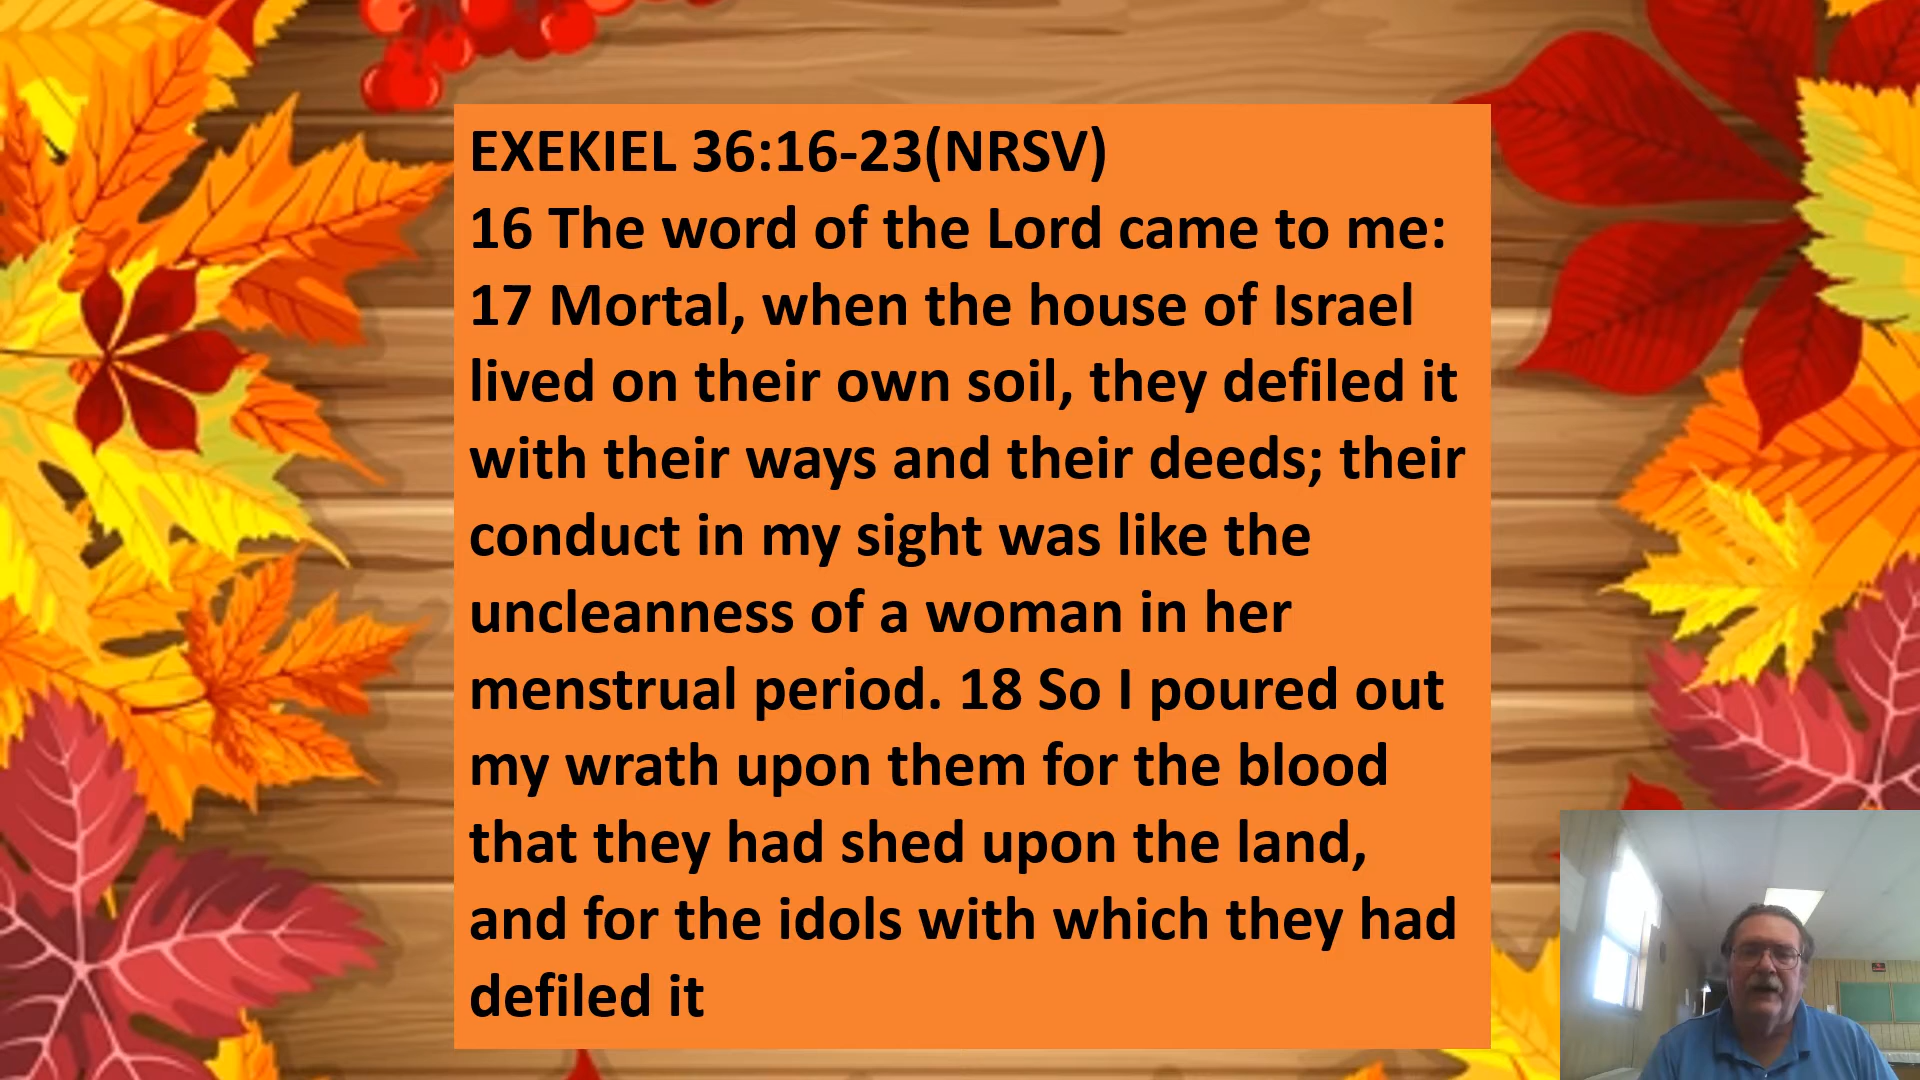 EXEKIEL 36:16-23(NRSV)
16 The word of the Lord came to me:
17 Mortal, when the house of Israel
lived on their own soil, they defiled it
with their ways and their deeds; their
conduct in my sight was like the
uncleanness of a woman in her
menstrual period. 18 So I poured out
my wrath upon them for the blood
that they had shed upon the land,
and for the idols with which they had
defiled it